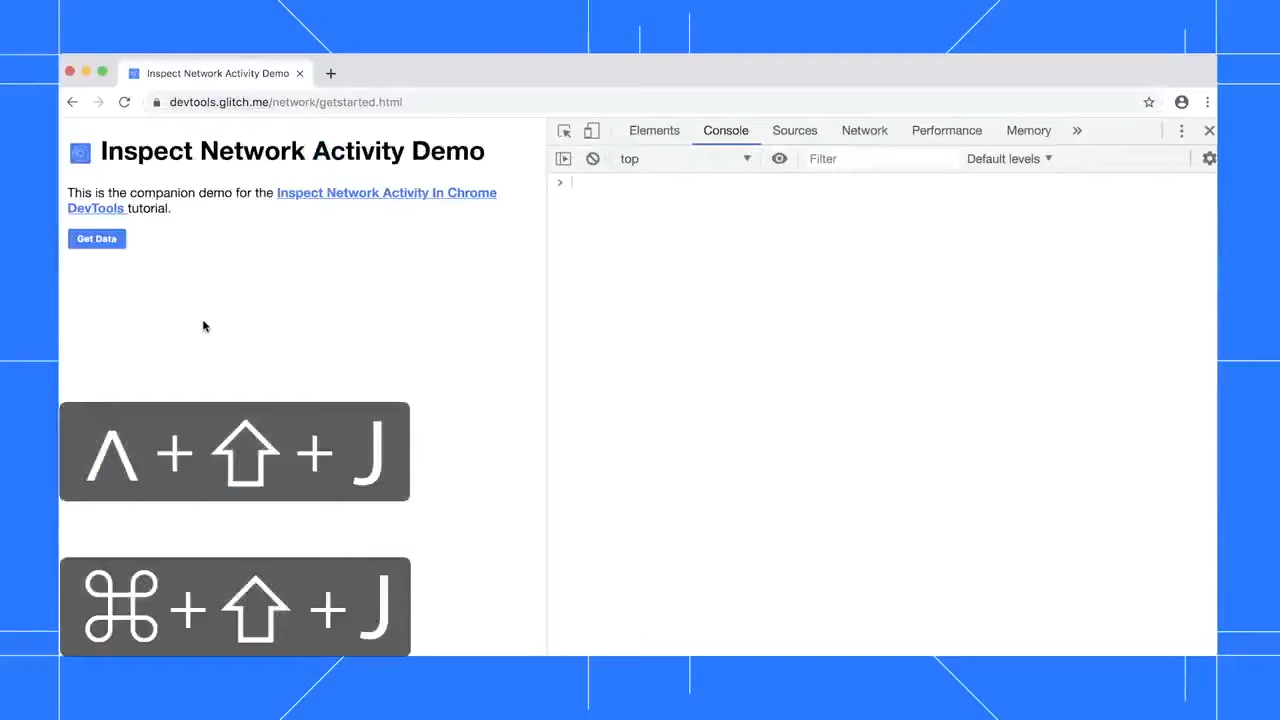 Inspect Network Activity Demo
devtools.glitch.me/network/getstarted.html
Inspect Network Activity Demo
This is the companion demo for the Inspect Network Activity In Chrome
DevTools tutorial.
Get Data
Elements Console Sources Network Performance Memory »
top Filter Default levels
>
Λ + ⇧ + J
⌘ + ⇧ + J